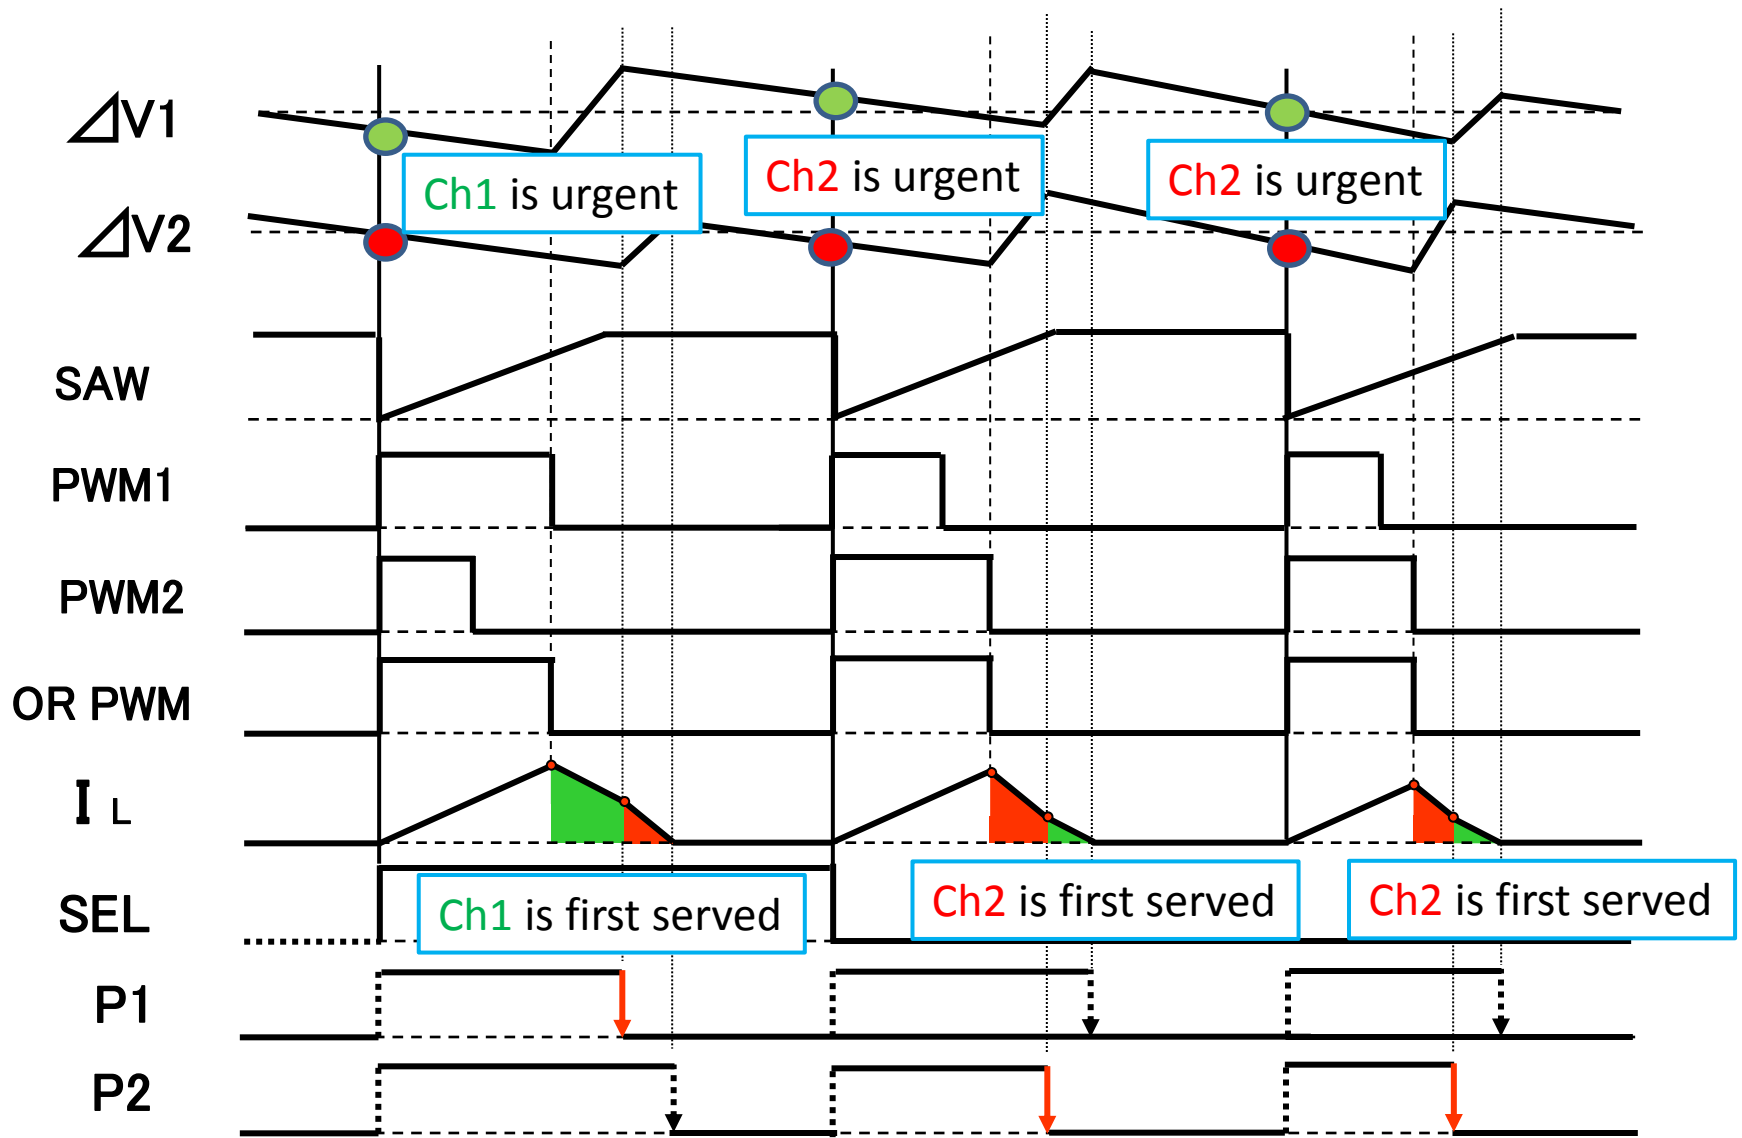 ⊿V1
Ch1 is urgent
Ch2 is urgent
Ch2 is urgent
⊿V2
SAW
PWM1
PWM2
OR PWM
I L
SEL
Ch1 is first served
Ch2 is first served
Ch2 is first served
P1
P2